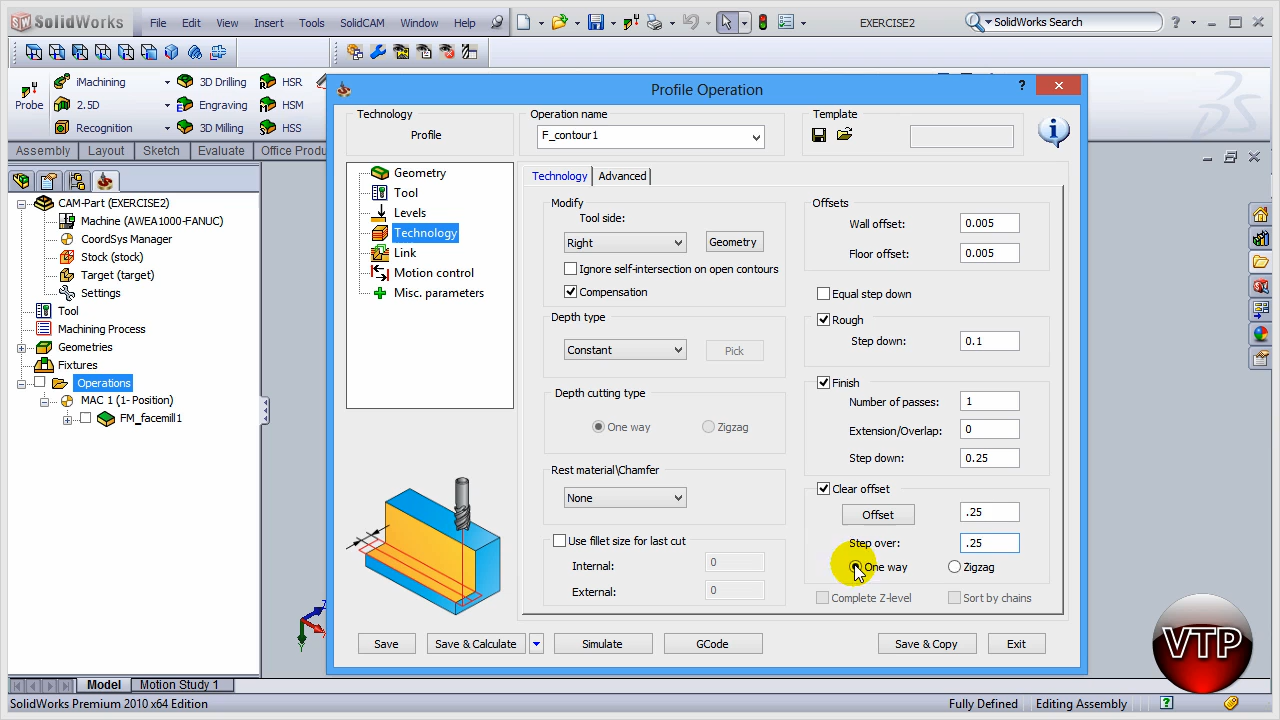 SolidWorks
File Edit View Insert Tools SolidCAM Window Help
EXERCISE2
SolidWorks Search
Probe
iMachining
2.5D
Recognition
3D Drilling
Engraving
3D Milling
HSR
HSM
HSS
Assembly Layout Sketch Evaluate Office Produ
CAM-Part (EXERCISE2)
Machine (AWEA1000-FANUC)
CoordSys Manager
Stock (stock)
Target (target)
Settings
Tool
Machining Process
Geometries
Fixtures
Operations
MAC 1 (1- Position)
FM_facemill1
Profile Operation
Technology
Profile
Operation name
F_contour1
Template
Geometry
Tool
Levels
Technology
Link
Motion control
Misc. parameters
Technology Advanced
Modify
Tool side:
Right
Geometry
Ignore self-intersection on open contours
Compensation
Depth type
Constant
Pick
Depth cutting type
One way Zigzag
Rest material\Chamfer
None
Use fillet size for last cut
Internal: 0
External: 0
Offsets
Wall offset: 0.005
Floor offset: 0.005
Equal step down
Rough
Step down: 0.1
Finish
Number of passes: 1
Extension/Overlap: 0
Step down: 0.25
Clear offset
Offset .25
Step over: .25
One way Zigzag
Complete Z-level Sort by chains
Save Save & Calculate Simulate GCode Save & Copy Exit
VTP
Model Motion Study 1
SolidWorks Premium 2010 x64 Edition
Fully Defined Editing Assembly